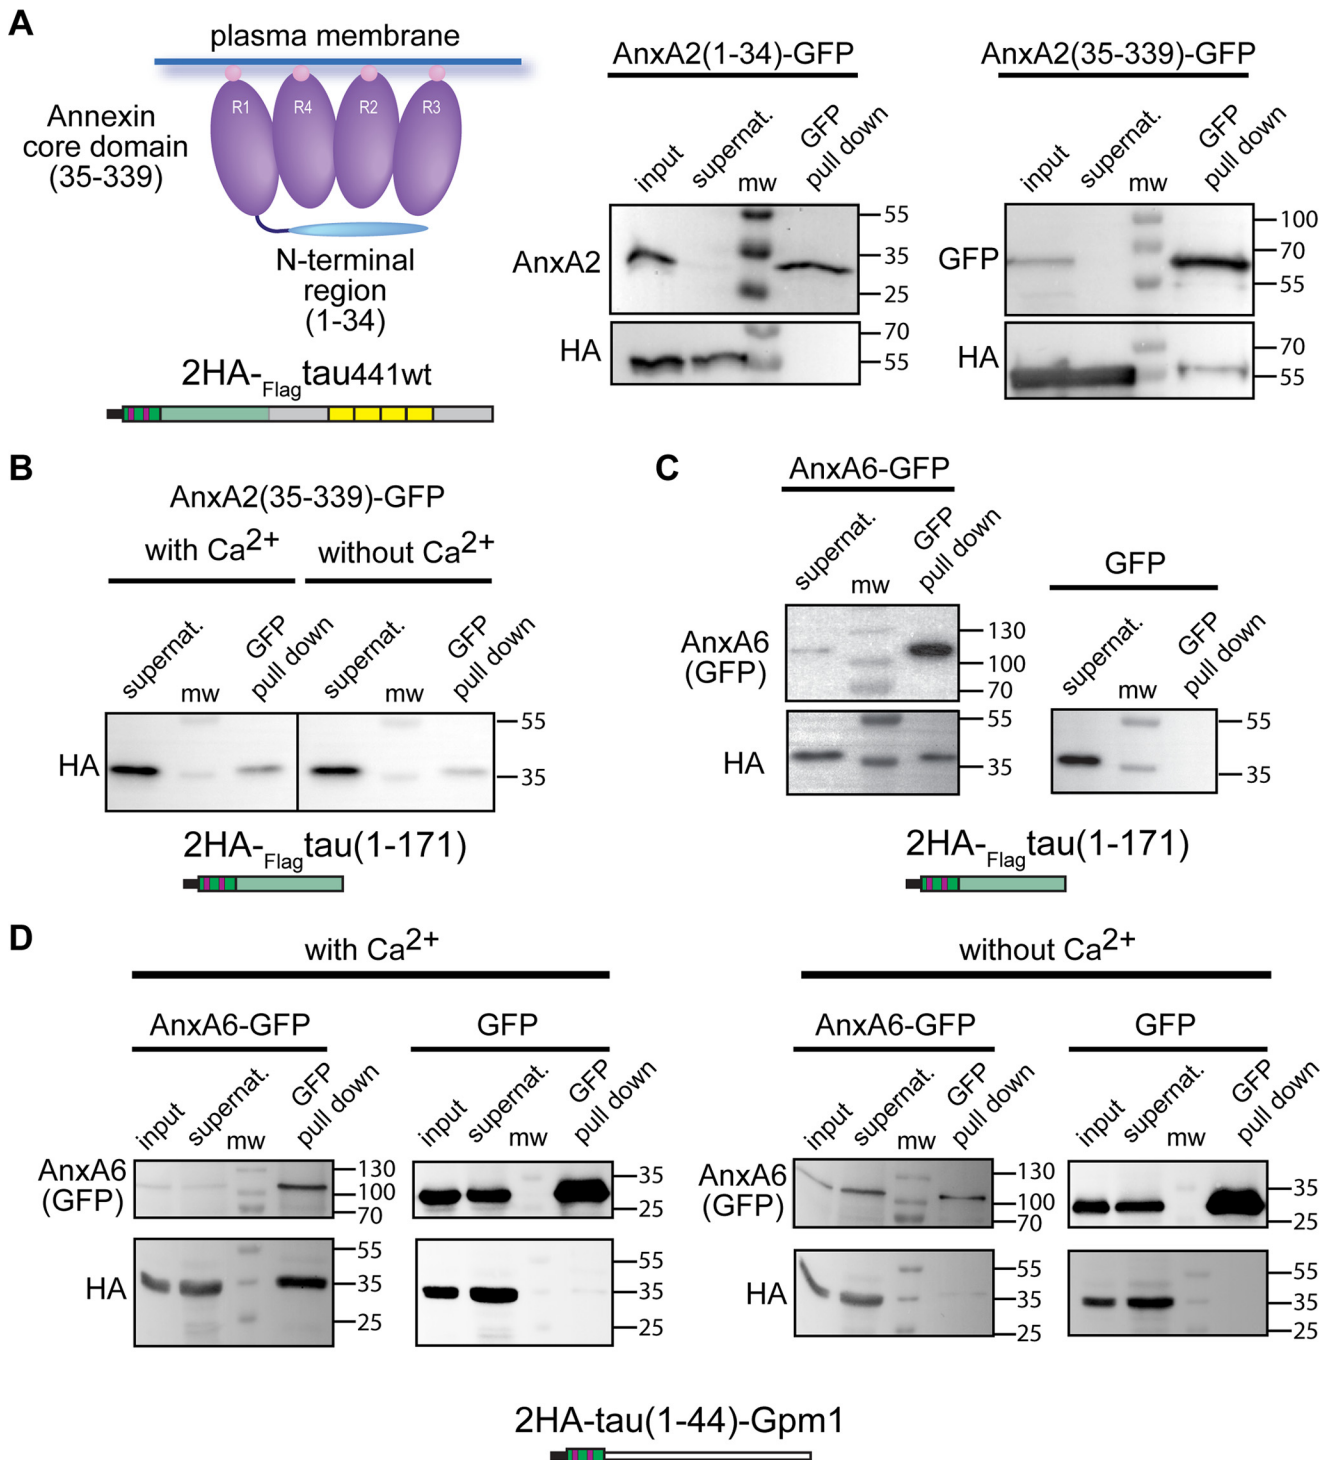 A
plasma membrane
Annexin
core domain
(35-339)
R1
R4
R2
R3
N-terminal
region
(1-34)
2HA-Flagtau441wt
AnxA2(1-34)-GFP
input
supernat.
mw
GFP
pull down
AnxA2
55
35
25
HA
70
55
AnxA2(35-339)-GFP
input
supernat.
mw
GFP
pull down
GFP
100
70
55
HA
70
55
B
AnxA2(35-339)-GFP
with Ca2+
without Ca2+
supernat.
mw
GFP
pull down
supernat.
mw
GFP
pull down
HA
55
35
2HA-Flagtau(1-171)
C
AnxA6-GFP
supernat.
mw
GFP
pull down
AnxA6
(GFP)
130
100
70
HA
55
35
GFP
supernat.
mw
GFP
pull down
55
35
2HA-Flagtau(1-171)
D
with Ca2+
AnxA6-GFP
input
supernat.
mw
GFP
pull down
AnxA6
(GFP)
130
100
70
HA
55
35
25
GFP
input
supernat.
mw
GFP
pull down
35
25
55
35
25
without Ca2+
AnxA6-GFP
input
supernat.
mw
GFP
pull down
AnxA6
(GFP)
130
100
70
HA
55
35
25
GFP
input
supernat.
mw
GFP
pull down
35
25
55
35
25
2HA-tau(1-44)-Gpm1